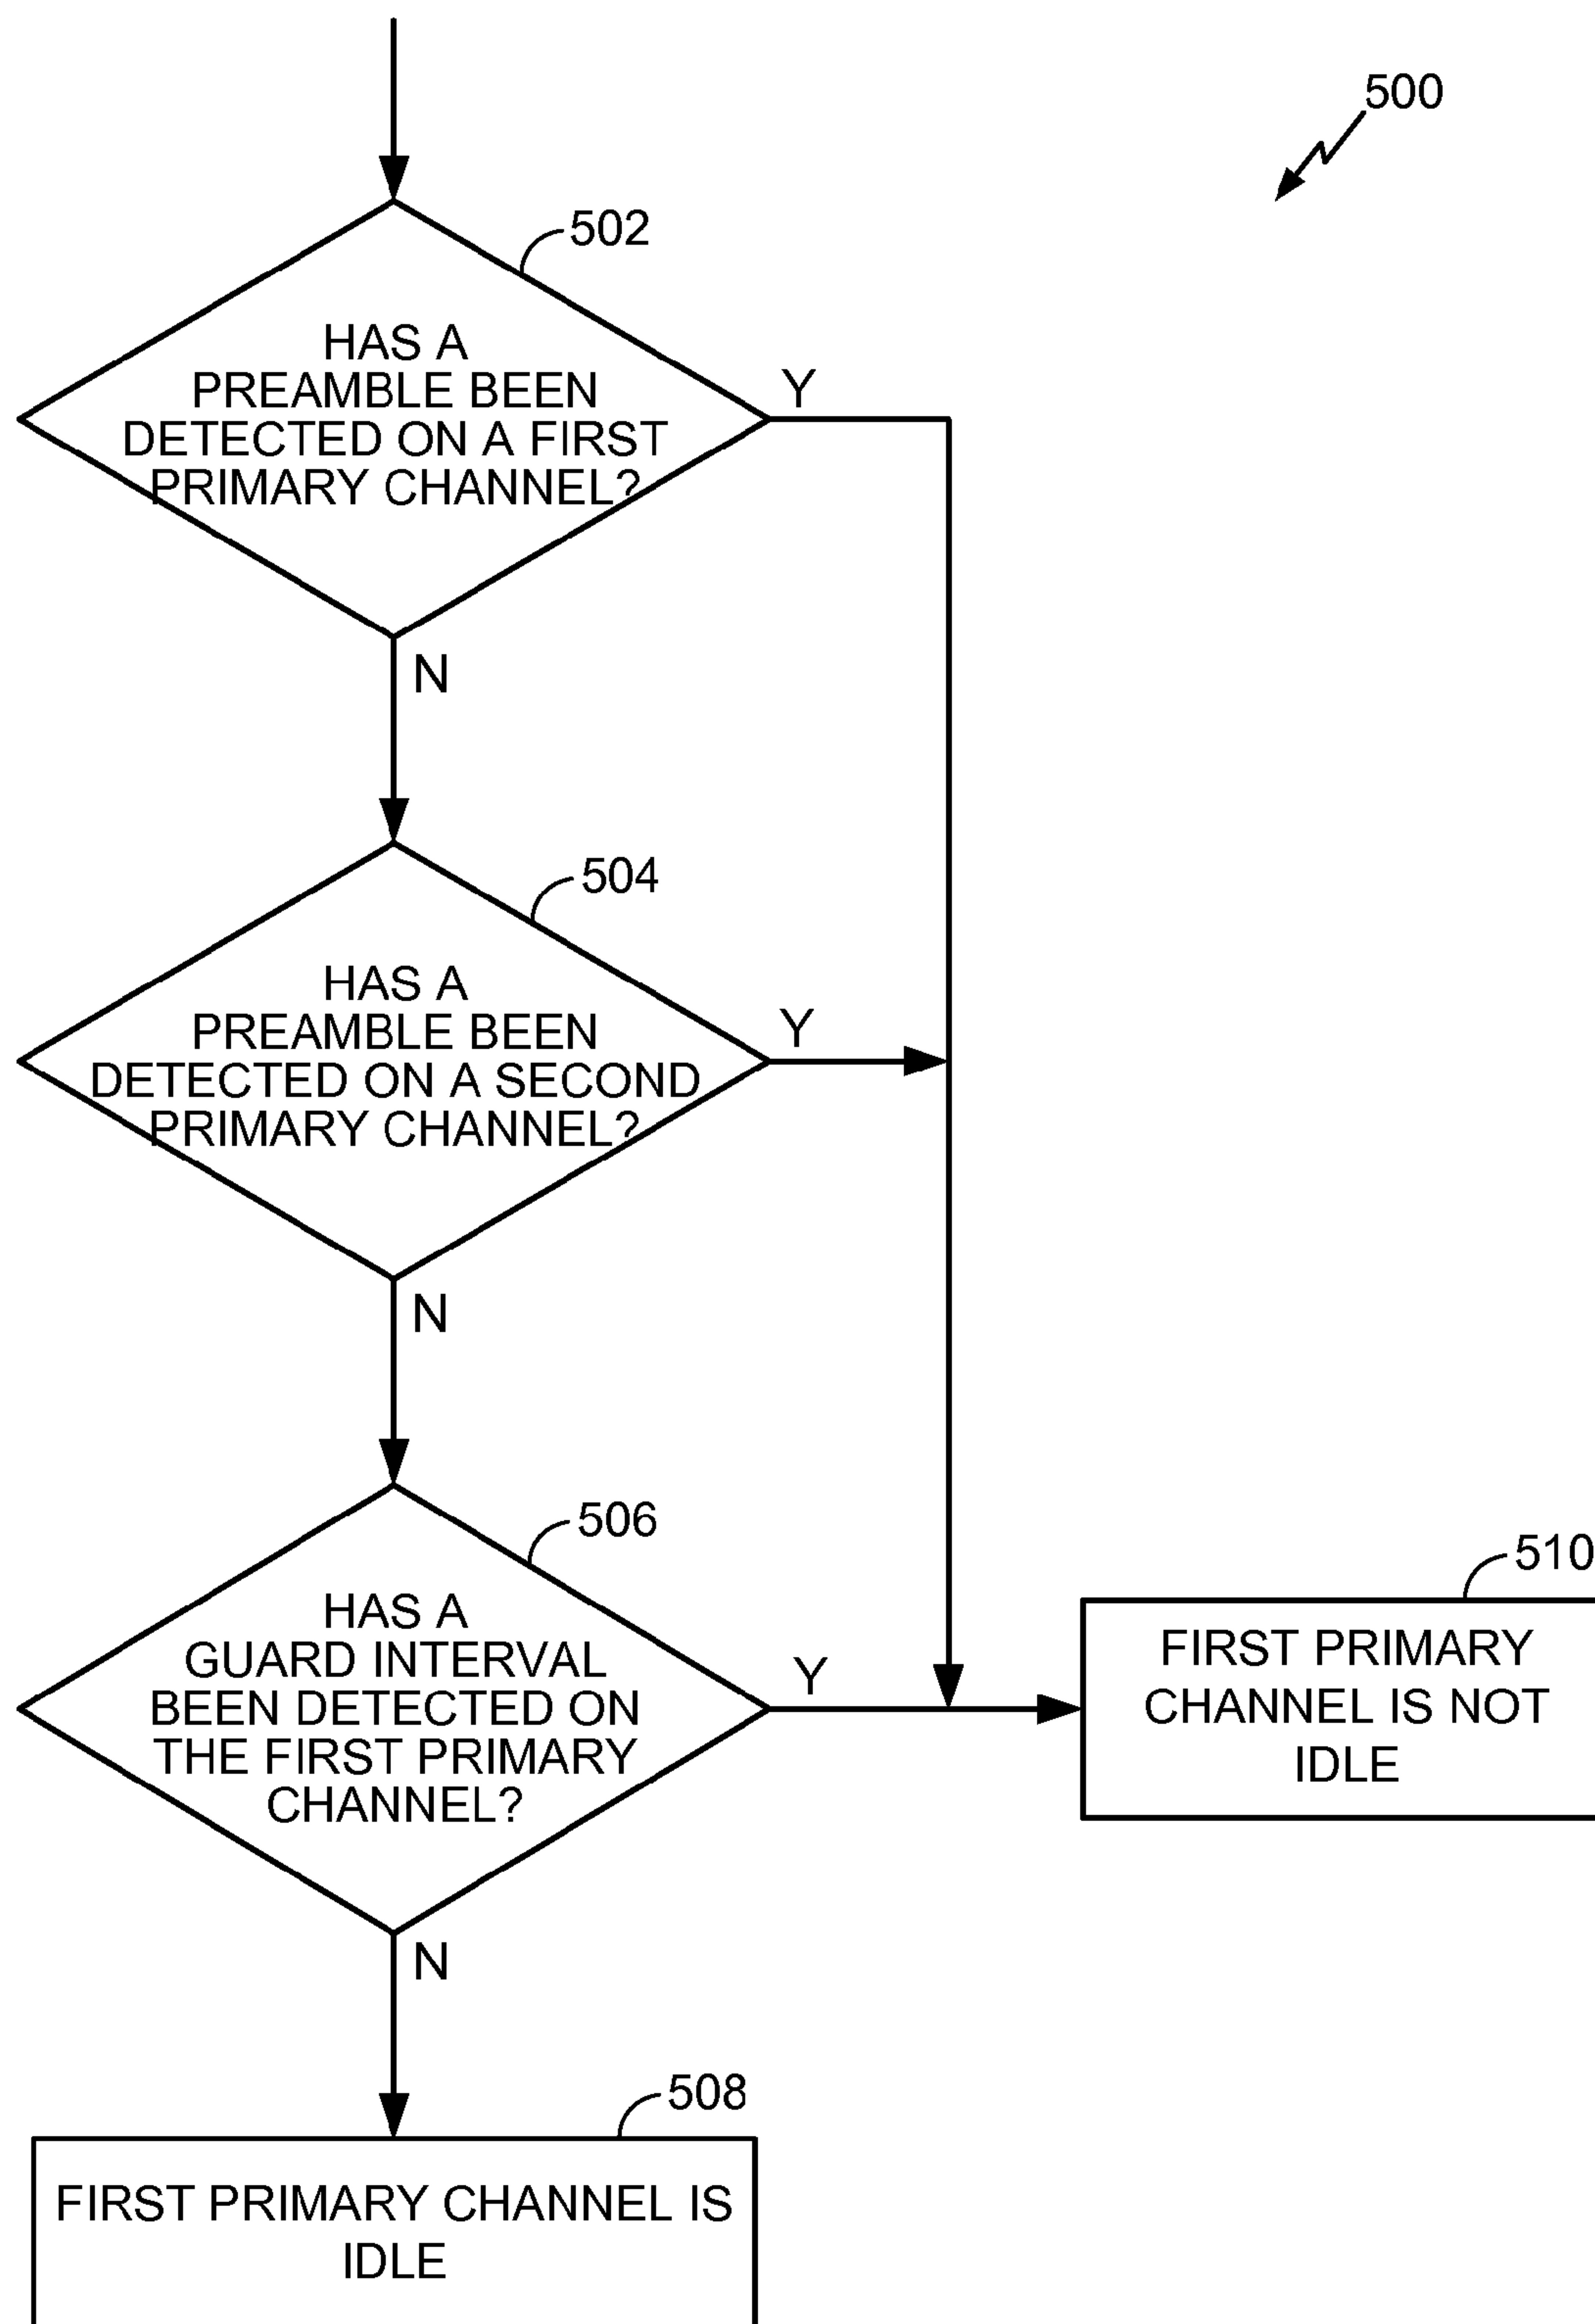 500
502
HAS A
PREAMBLE BEEN
DETECTED ON A FIRST
PRIMARY CHANNEL?
Y
N
504
HAS A
PREAMBLE BEEN
DETECTED ON A SECOND
PRIMARY CHANNEL?
Y
N
506
HAS A
GUARD INTERVAL
BEEN DETECTED ON
THE FIRST PRIMARY
CHANNEL?
Y
N
510
FIRST PRIMARY
CHANNEL IS NOT
IDLE
508
FIRST PRIMARY CHANNEL IS
IDLE